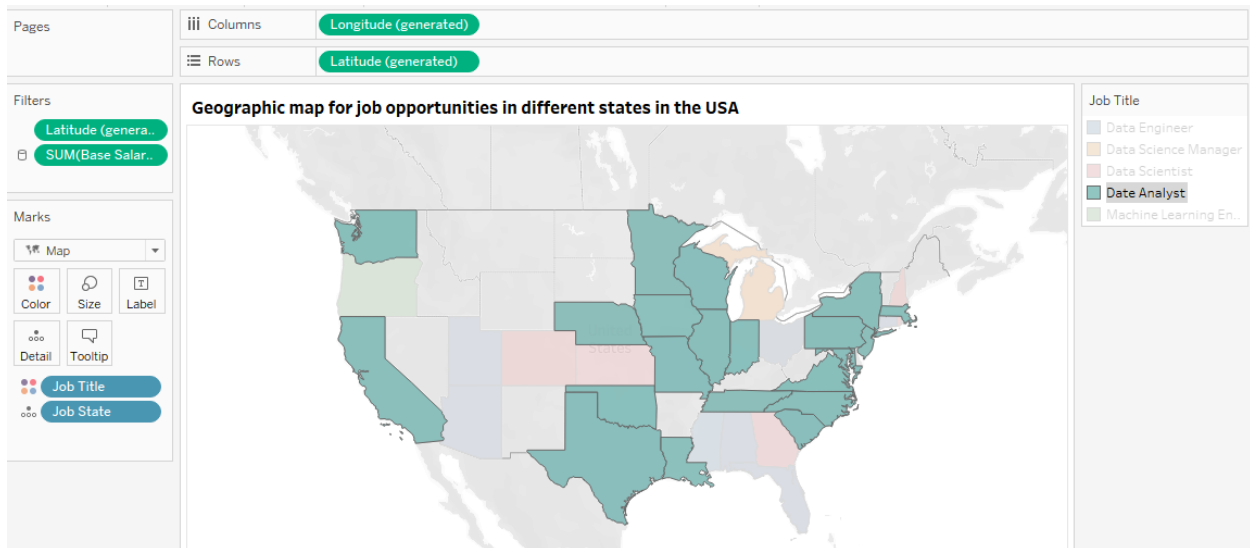 Pages
Columns
Longitude (generated)
Rows
Latitude (generated)
Filters
Latitude (genera..
SUM(Base Salar..
Marks
Map
Color
Size
Label
Detail
Tooltip
Job Title
Job State
Geographic map for job opportunities in different states in the USA
States
Job Title
Data Engineer
Data Science Manager
Data Scientist
Date Analyst
Machine Learning En..